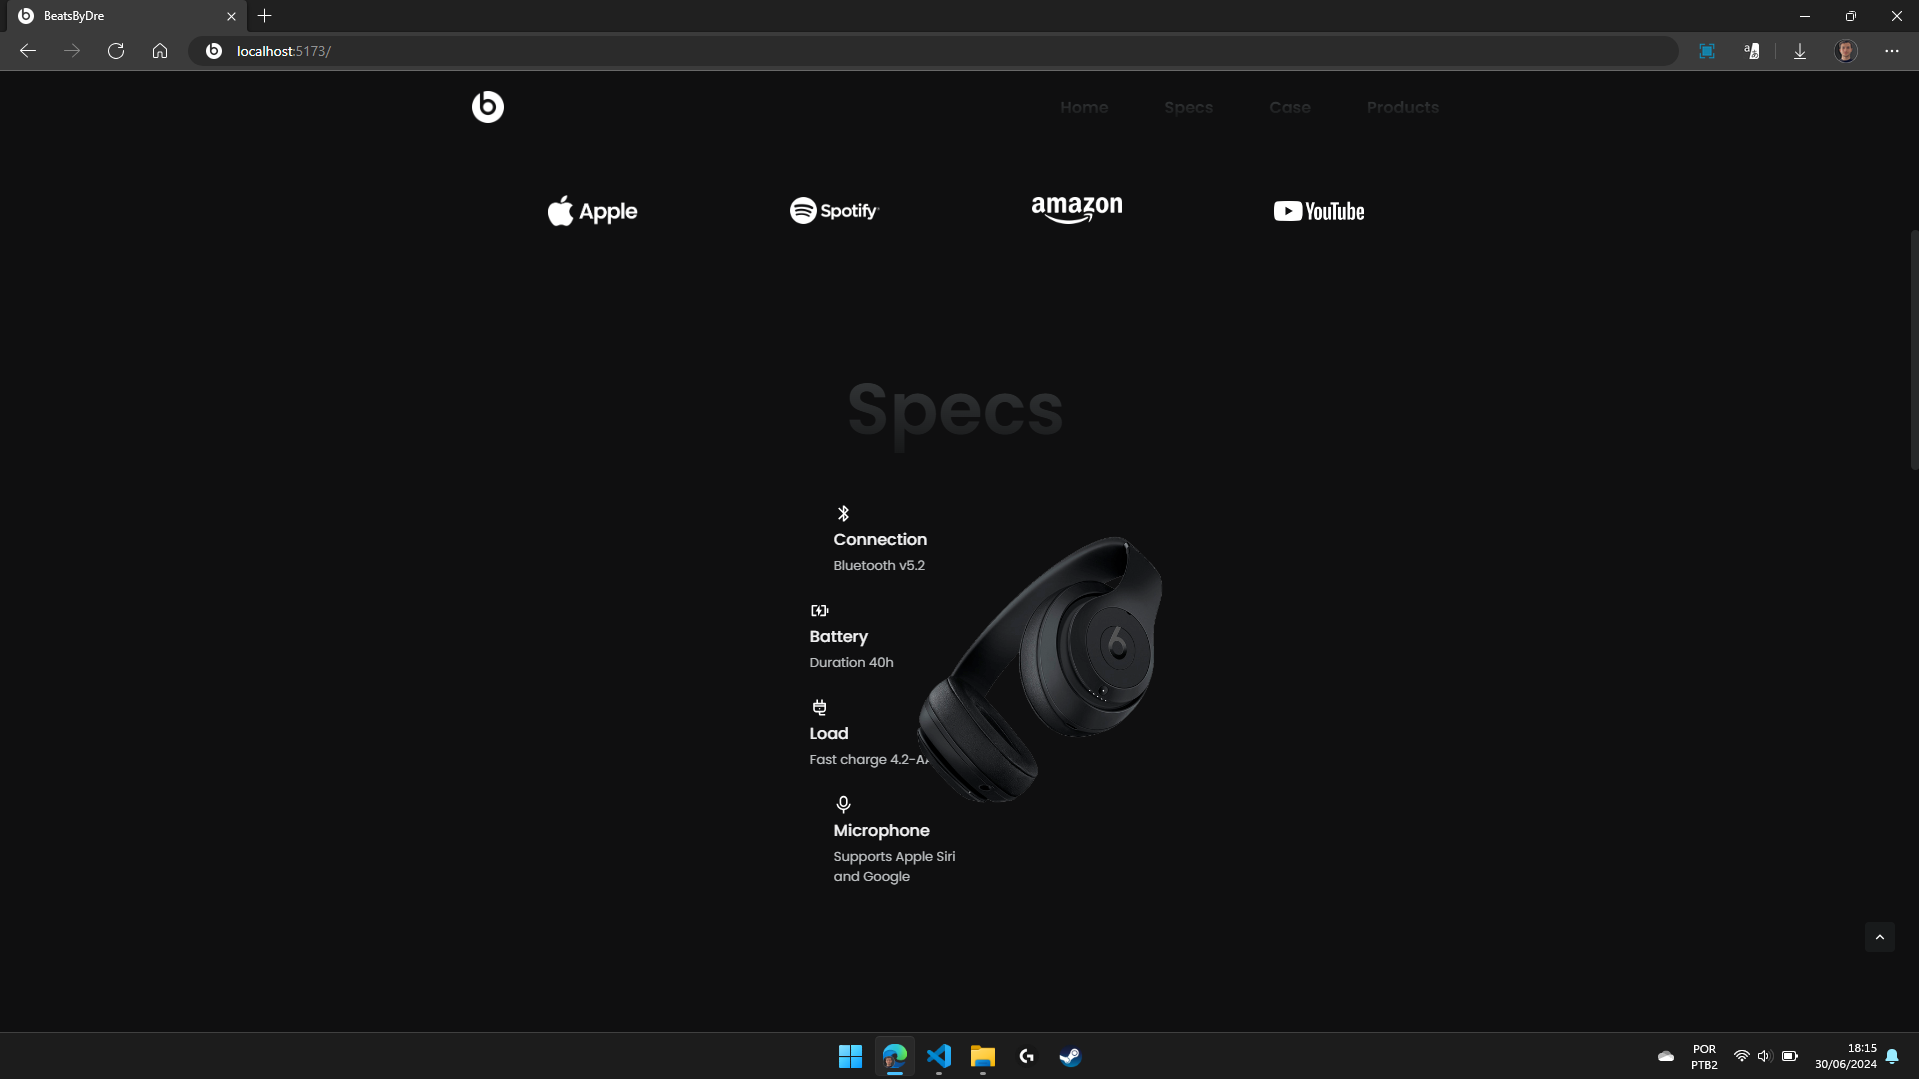 BeatsByDre
localhost:5173/
Home Specs Case Products
Apple Spotify amazon YouTube
Specs
Connection
Bluetooth v5.2
Battery
Duration 40h
Load
Fast charge 4.2-AA
Microphone
Supports Apple Siri
and Google
POR
PTB2
18:15
30/06/2024